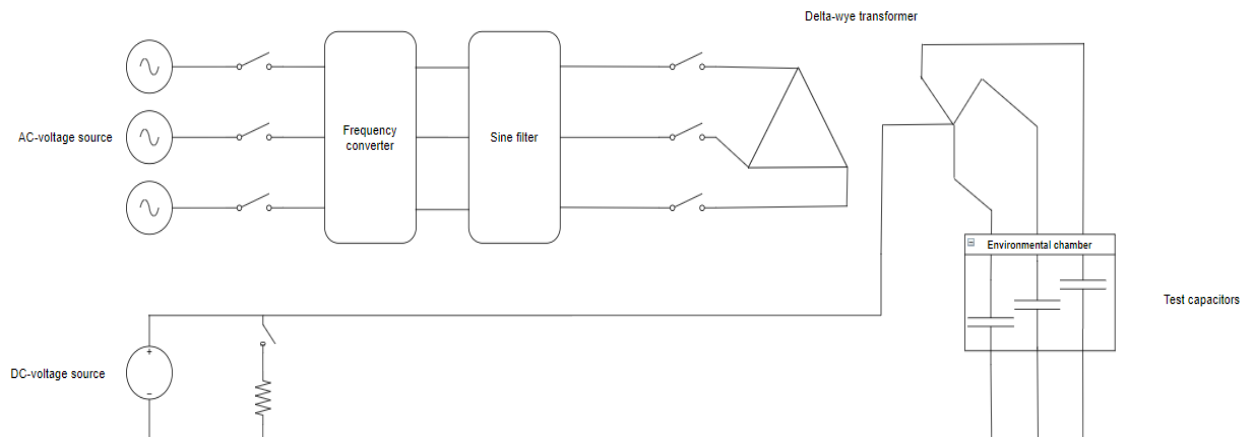 Delta-wye transformer
AC-voltage source
Frequency
converter
Sine filter
Environmental chamber
Test capacitors
DC-voltage source
+
−